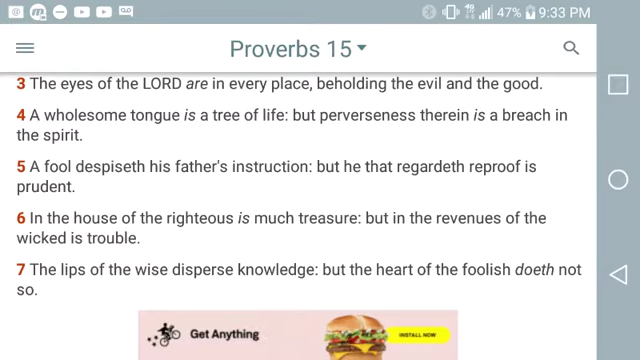 47% 9:33 PM
Proverbs 15
3 The eyes of the LORD are in every place, beholding the evil and the good.
4 A wholesome tongue is a tree of life: but perverseness therein is a breach in
the spirit.
5 A fool despiseth his father's instruction: but he that regardeth reproof is
prudent.
6 In the house of the righteous is much treasure: but in the revenues of the
wicked is trouble.
7 The lips of the wise disperse knowledge: but the heart of the foolish doeth not
so.
Get Anything
INSTALL NOW